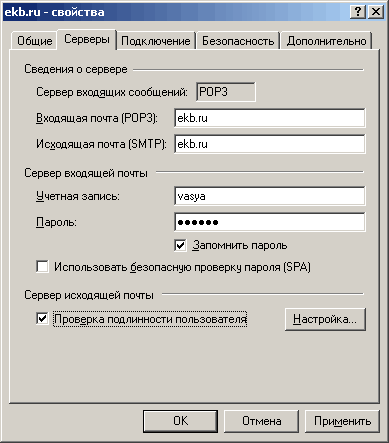 ekb.ru - свойства
Общие Серверы Подключение Безопасность Дополнительно
Сведения о сервере
Сервер входящих сообщений: POP3
Входящая почта (POP3): ekb.ru
Исходящая почта (SMTP): ekb.ru
Сервер входящей почты
Учетная запись: vasya
Пароль: ●●●●●●
Запомнить пароль
Использовать безопасную проверку пароля (SPA)
Сервер исходящей почты
Проверка подлинности пользователя Настройка...
OK Отмена Применить